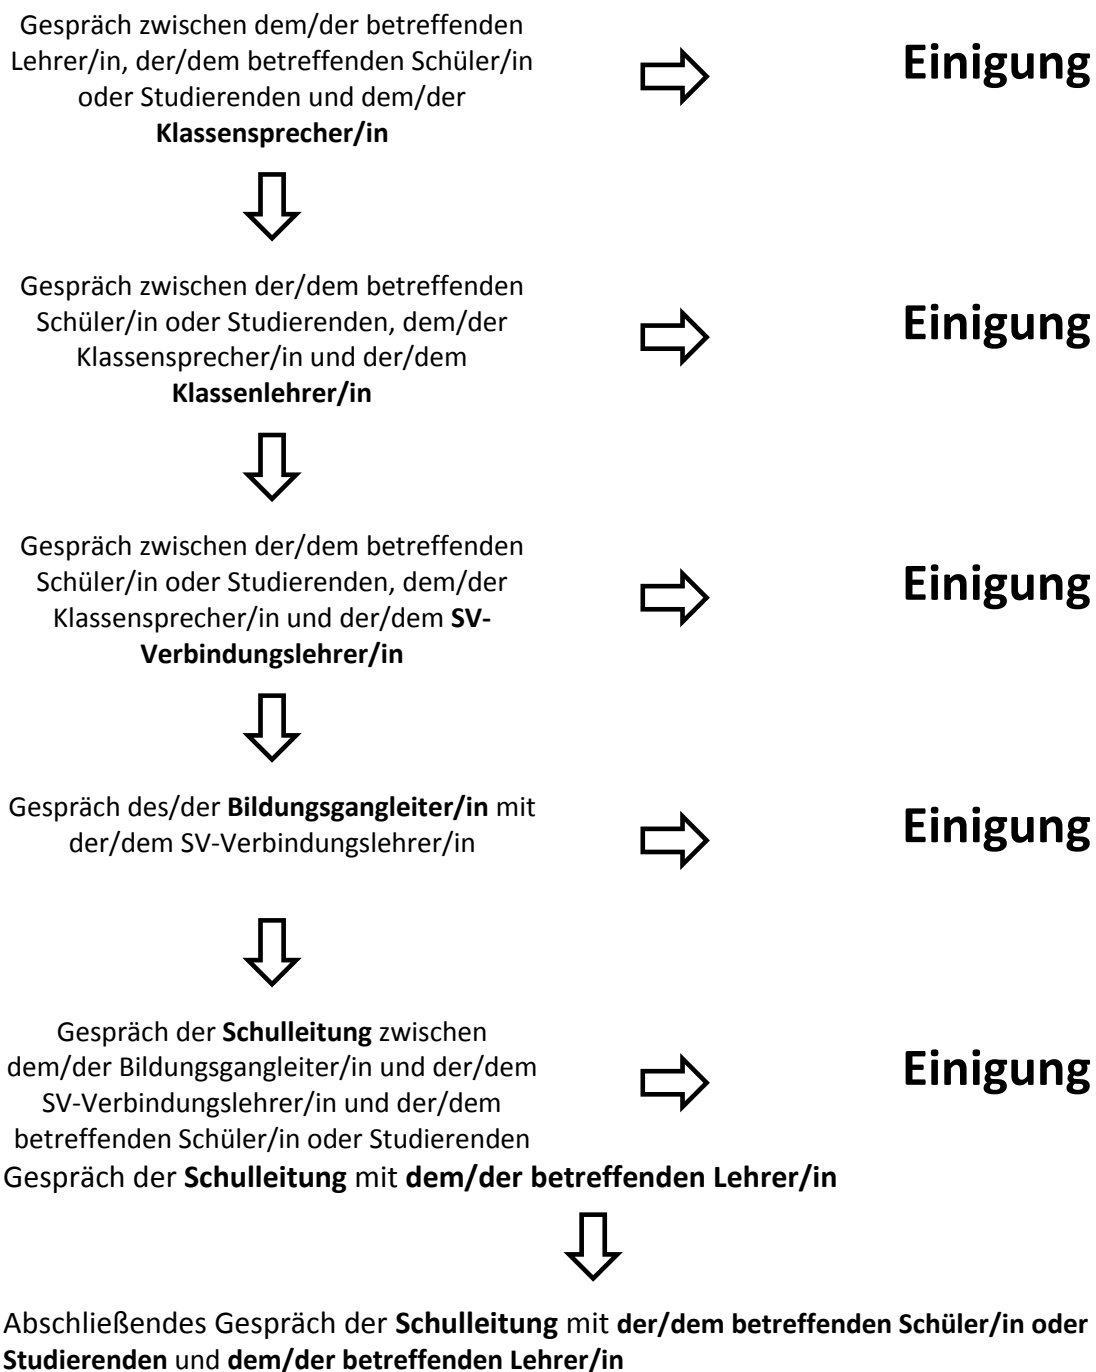 Gespräch zwischen dem/der betreffenden
Lehrer/in, der/dem betreffenden Schüler/in
oder Studierenden und dem/der
Klassensprecher/in
Einigung
Gespräch zwischen der/dem betreffenden
Schüler/in oder Studierenden, dem/der
Klassensprecher/in und der/dem
Klassenlehrer/in
Einigung
Gespräch zwischen der/dem betreffenden
Schüler/in oder Studierenden, dem/der
Klassensprecher/in und der/dem SV-
Verbindungslehrer/in
Einigung
Gespräch des/der Bildungsgangleiter/in mit
der/dem SV-Verbindungslehrer/in
Einigung
Gespräch der Schulleitung zwischen
dem/der Bildungsgangleiter/in und der/dem
SV-Verbindungslehrer/in und der/dem
betreffenden Schüler/in oder Studierenden
Einigung
Gespräch der Schulleitung mit dem/der betreffenden Lehrer/in
Abschließendes Gespräch der Schulleitung mit der/dem betreffenden Schüler/in oder
Studierenden und dem/der betreffenden Lehrer/in